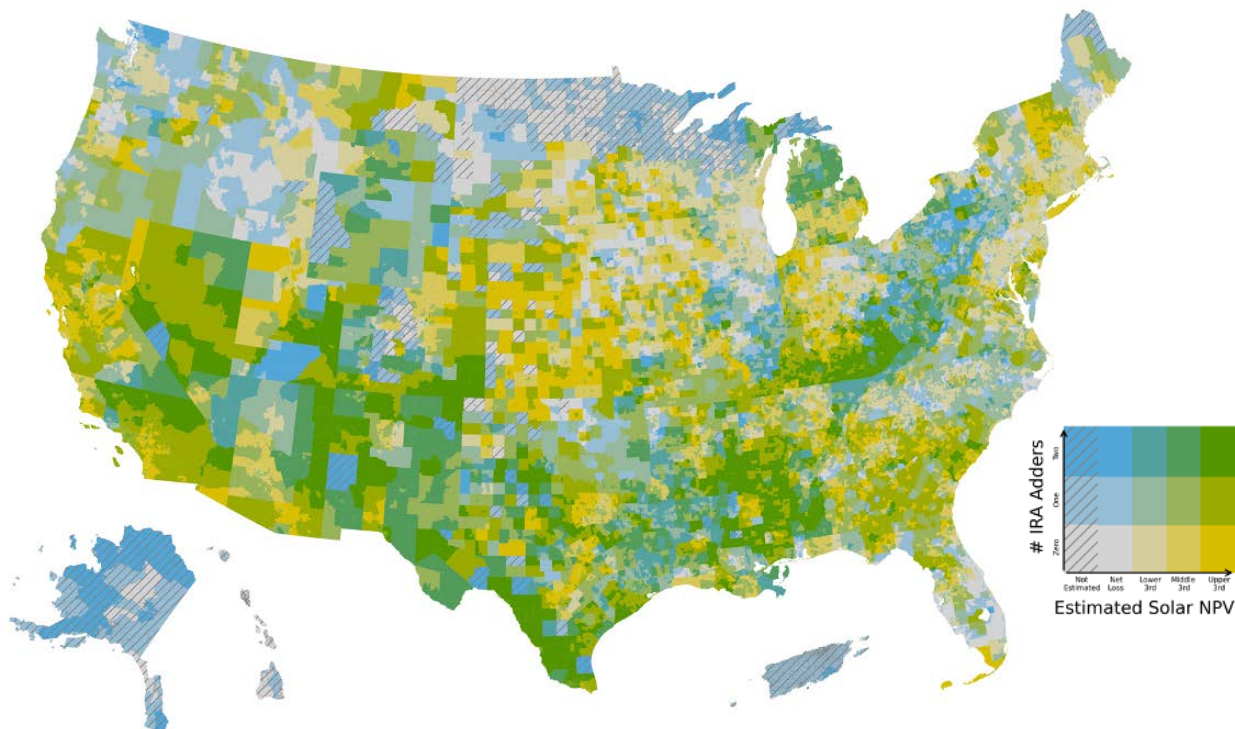 # IRA Adders
Two
One
Zero
Not
Estimated
Net
Loss
Lower
3rd
Middle
3rd
Upper
3rd
Estimated Solar NPV